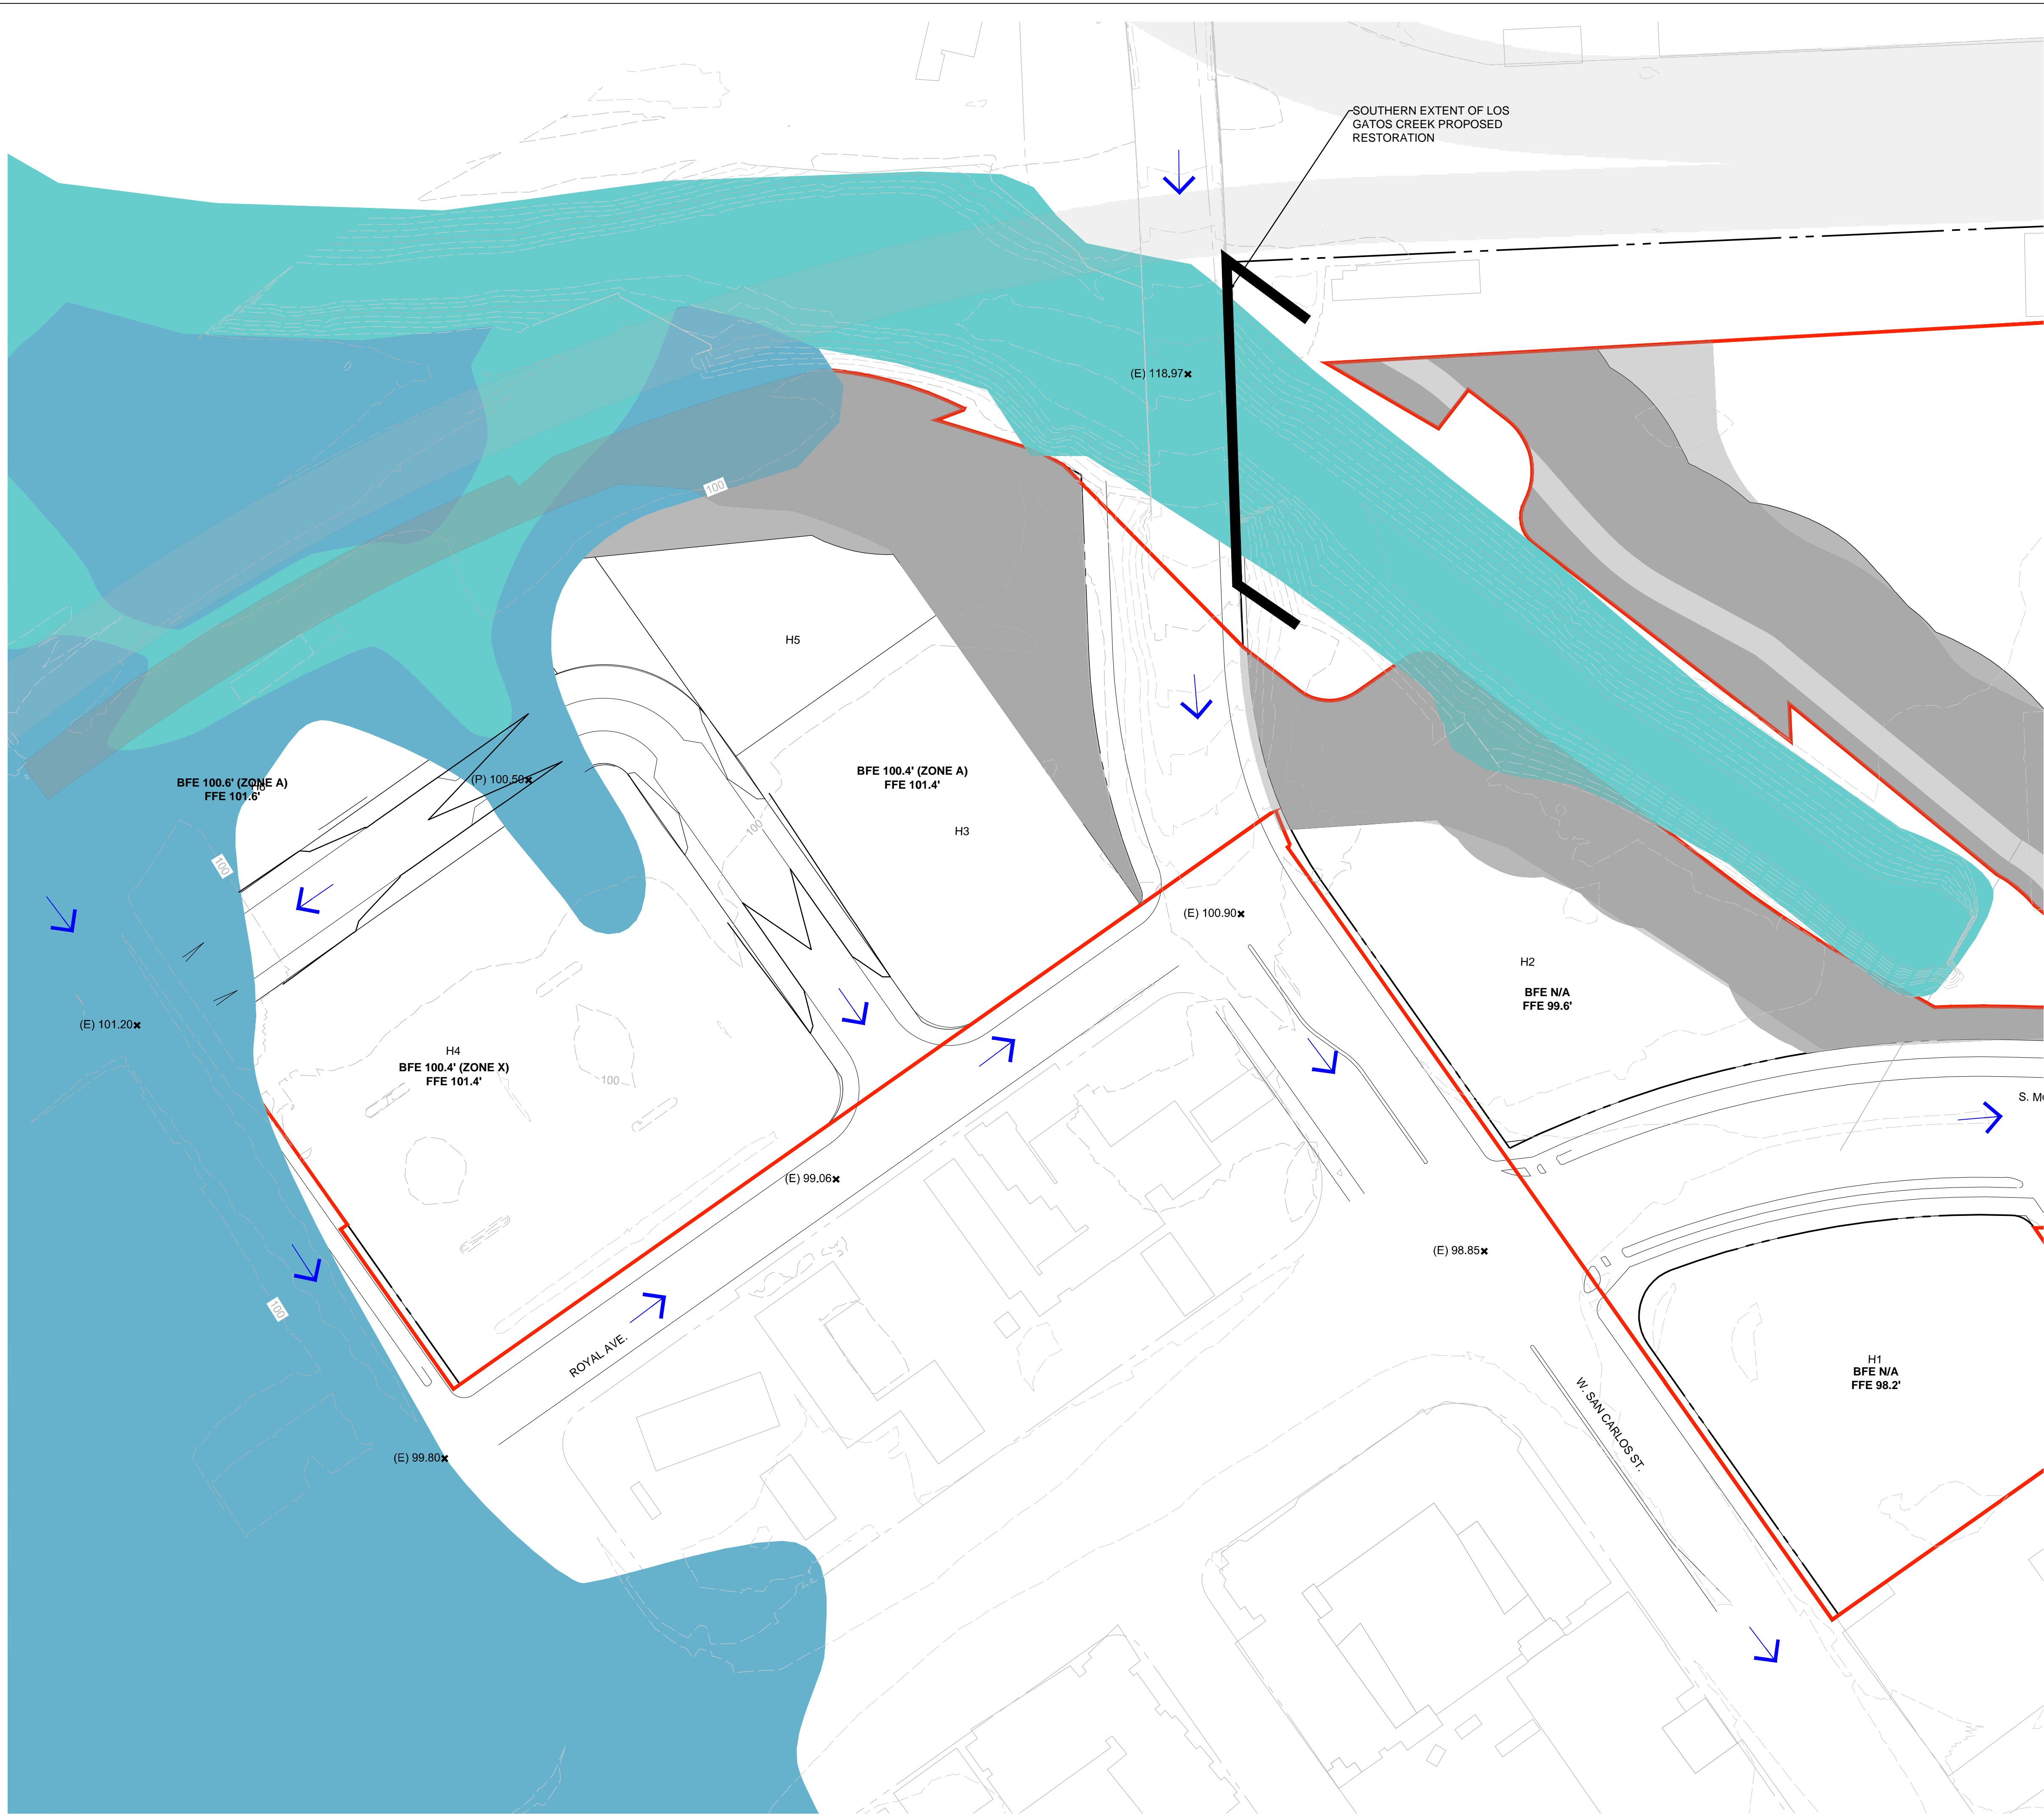 SOUTHERN EXTENT OF LOS
GATOS CREEK PROPOSED
RESTORATION
(E) 118.97
100
H5
BFE 100.4' (ZONE A)
FFE 101.4'
H3
(P) 100.50
BFE 100.6' (ZONE A)
H6
FFE 101.6'
100
100
(E) 100.90
H2
BFE N/A
FFE 99.6'
(E) 101.20
H4
BFE 100.4' (ZONE X)
FFE 101.4'
100
S. M
(E) 99.06
(E) 98.85
100
ROYAL AVE.
H1
BFE N/A
FFE 98.2'
W. SAN CARLOS ST.
(E) 99.80